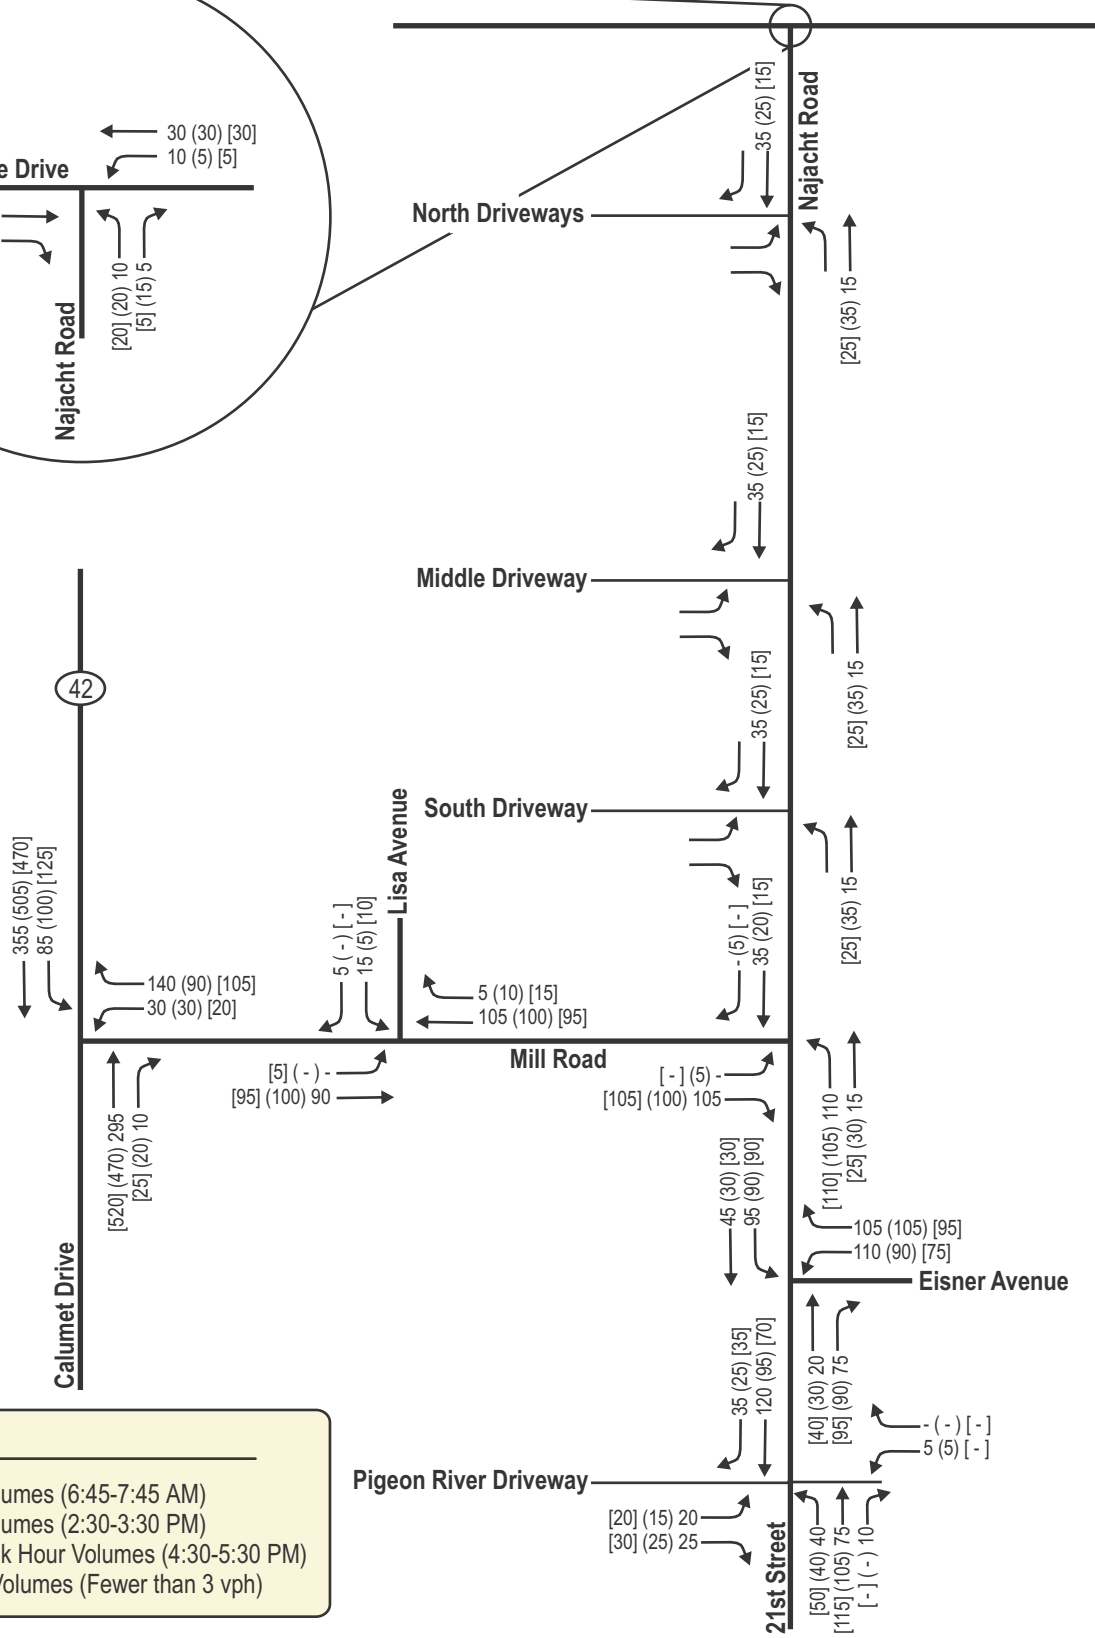 30 (30) [30]
10 (5) [5]
e Drive
[20] (20) 10
[5] (15) 5
Najacht Road
35 (25) [15]
Najacht Road
North Driveways
[25] (35) 15
35 (25) [15]
Middle Driveway
[25] (35) 15
42
35 (25) [15]
South Driveway
[25] (35) 15
Lisa Avenue
355 (505) [470]
85 (100) [125]
140 (90) [105]
30 (30) [20]
5 ( - ) [ - ]
15 (5) [10]
5 (10) [15]
105 (100) [95]
- (5) [ - ]
35 (20) [15]
Mill Road
[5] ( - ) -
[95] (100) 90
[ - ] (5) -
[105] (100) 105
[520] (470) 295
[25] (20) 10
[110] (105) 110
[25] (30) 15
45 (30) [30]
95 (90) [90]
105 (105) [95]
110 (90) [75]
Eisner Avenue
Calumet Drive
35 (25) [35]
120 (95) [70]
[40] (30) 20
[95] (90) 75
- ( - ) [ - ]
5 (5) [ - ]
Pigeon River Driveway
[20] (15) 20
[30] (25) 25
21st Street
[50] (40) 40
[115] (105) 75
[ - ] ( - ) 10
umes (6:45-7:45 AM)
umes (2:30-3:30 PM)
k Hour Volumes (4:30-5:30 PM)
Volumes (Fewer than 3 vph)